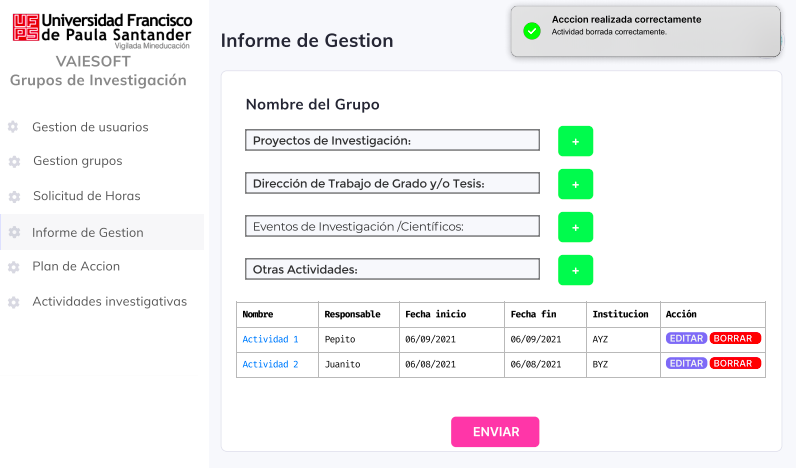 UFPS
Universidad Francisco
de Paula Santander
Vigilada Mineducación
VAIESOFT
Grupos de Investigación
Gestion de usuarios
Gestion grupos
Solicitud de Horas
Informe de Gestion
Plan de Accion
Actividades investigativas
Informe de Gestion
Acccion realizada correctamente
Actividad borrada correctamente.
Nombre del Grupo
Proyectos de Investigación:
+
Dirección de Trabajo de Grado y/o Tesis:
+
Eventos de Investigación /Científicos:
+
Otras Actividades:
+
Nombre Responsable Fecha inicio Fecha fin Institucion Acción
Actividad 1 Pepito 06/09/2021 06/09/2021 AYZ EDITAR BORRAR
Actividad 2 Juanito 06/08/2021 06/08/2021 BYZ EDITAR BORRAR
ENVIAR